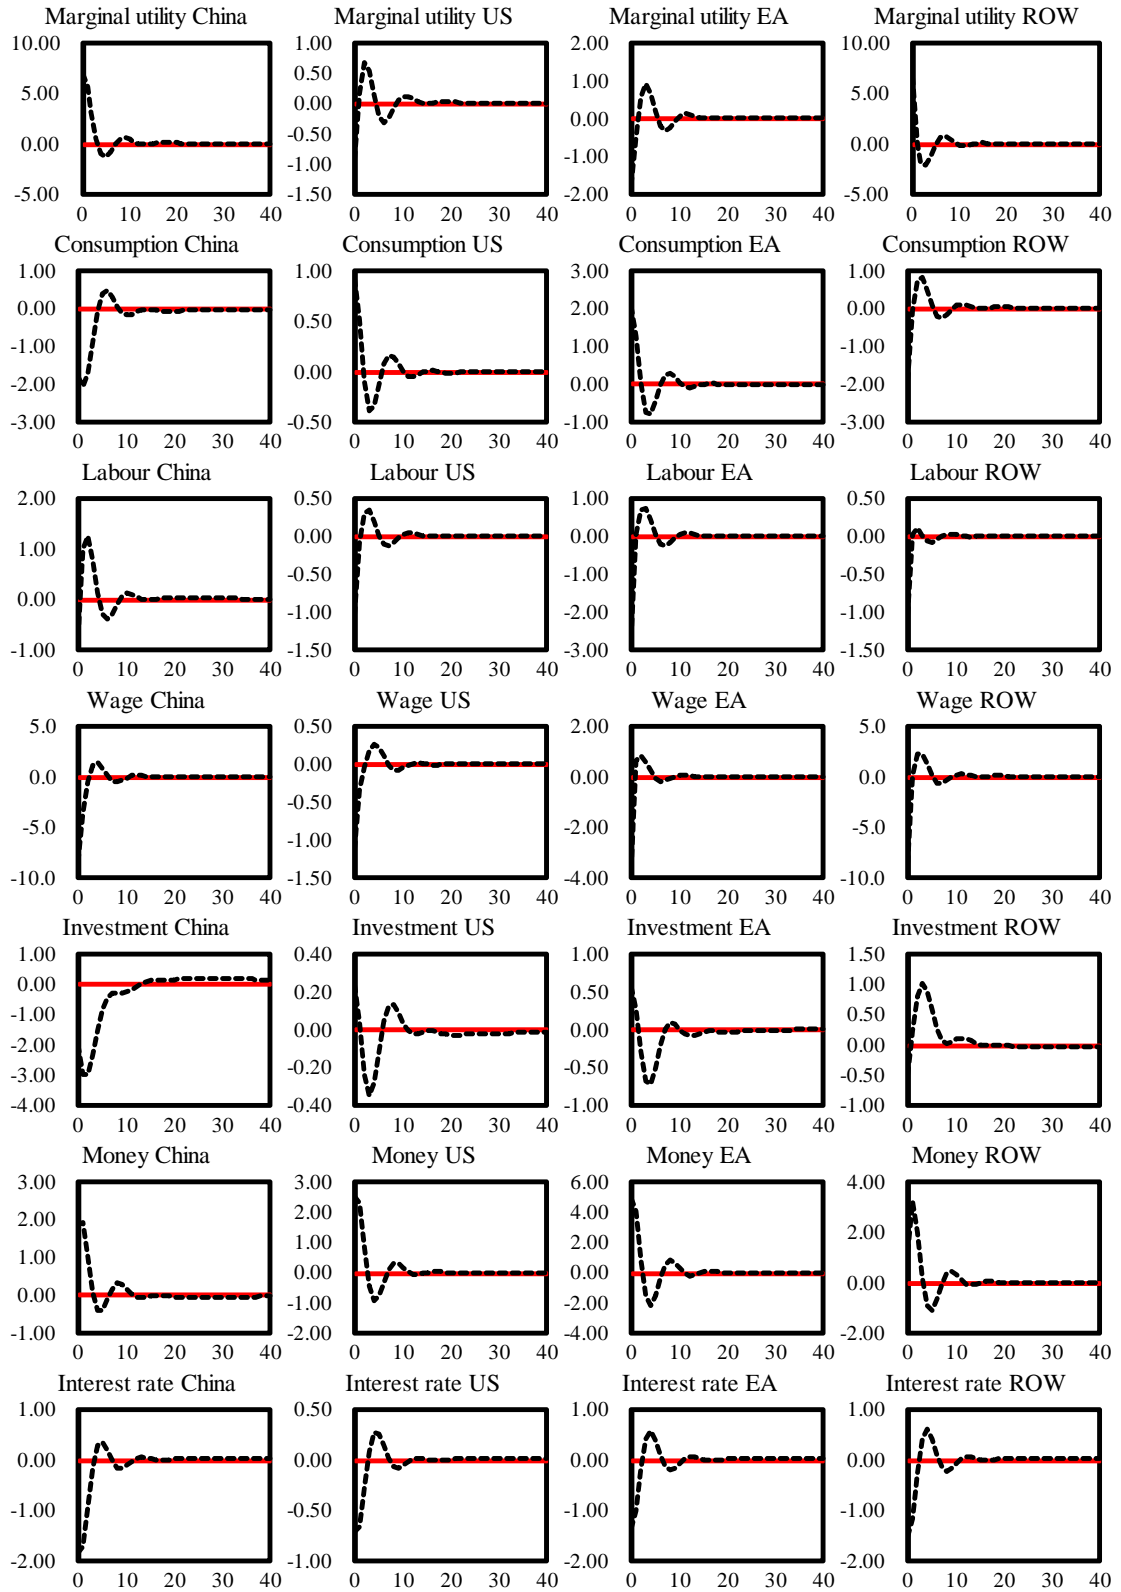 Marginal utility China Marginal utility US Marginal utility EA Marginal utility ROW
10.00 1.00 2.00 10.00
5.00 0.50 1.00 5.00
0.00 0.00 0.00 0.00
-0.50
-1.00 -1.00
-5.00 -1.50 -2.00 -5.00
0 10 20 30 40 0 10 20 30 40 0 10 20 30 40 0 10 20 30 40
Consumption China Consumption US Consumption EA Consumption ROW
1.00 1.00 3.00 1.00
0.00 0.50 2.00 0.00
-1.00 1.00 -1.00
-2.00 0.00 0.00 -2.00
-3.00 -0.50 -1.00 -3.00
0 10 20 30 40 0 10 20 30 40 0 10 20 30 40 0 10 20 30 40
Labour China Labour US Labour EA Labour ROW
2.00 0.50 1.00 0.50
1.00 0.00 0.00 0.00
-0.50 -1.00 -0.50
0.00 -1.00 -2.00 -1.00
-1.00 -1.50 -3.00 -1.50
0 10 20 30 40 0 10 20 30 40 0 10 20 30 40 0 10 20 30 40
Wage China Wage US Wage EA Wage ROW
5.0 0.50 2.00 5.0
0.0 0.00 0.00 0.0
-5.0 -0.50 -2.00 -5.0
-1.00
-10.0 -1.50 -4.00 -10.0
0 10 20 30 40 0 10 20 30 40 0 10 20 30 40 0 10 20 30 40
Investment China Investment US Investment EA Investment ROW
1.00 0.40 1.00 1.50
0.00 0.20 0.50 1.00
-1.00 0.00 0.00 0.50
-2.00 0.00
-3.00 -0.20 -0.50 -0.50
-4.00 -0.40 -1.00 -1.00
0 10 20 30 40 0 10 20 30 40 0 10 20 30 40 0 10 20 30 40
Money China Money US Money EA Money ROW
3.00 3.00 6.00 4.00
2.00 2.00 4.00 2.00
1.00 1.00 2.00
0.00 0.00 0.00 0.00
-1.00 -2.00
-1.00 -2.00 -4.00 -2.00
0 10 20 30 40 0 10 20 30 40 0 10 20 30 40 0 10 20 30 40
Interest rate China Interest rate US Interest rate EA Interest rate ROW
1.00 0.50 1.00 1.00
0.00 0.00 0.00 0.00
-1.00 -0.50 -1.00 -1.00
-2.00 -1.00 -2.00 -2.00
0 10 20 30 40 0 10 20 30 40 0 10 20 30 40 0 10 20 30 40